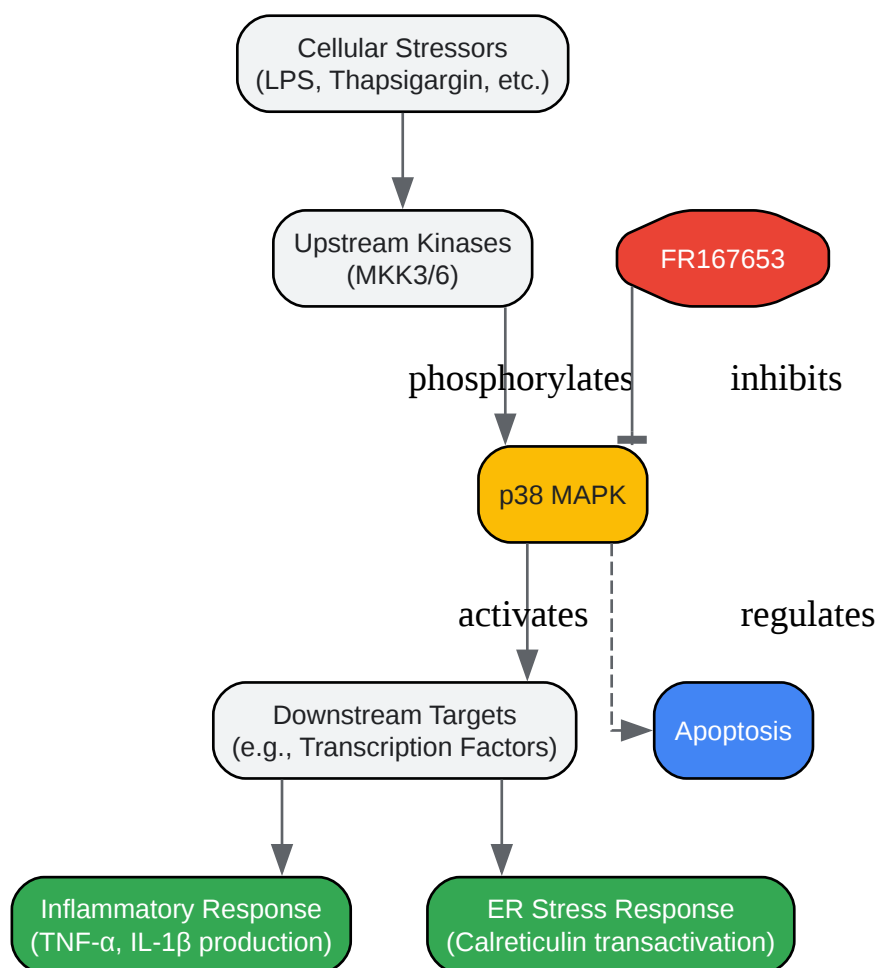 Cellular Stressors
(LPS, Thapsigargin, etc.)
Upstream Kinases
(MKK3/6)
FR167653
phosphorylates
inhibits
p38 MAPK
activates
regulates
Downstream Targets
(e.g., Transcription Factors)
Apoptosis
Inflammatory Response
(TNF-α, IL-1β production)
ER Stress Response
(Calreticulin transactivation)